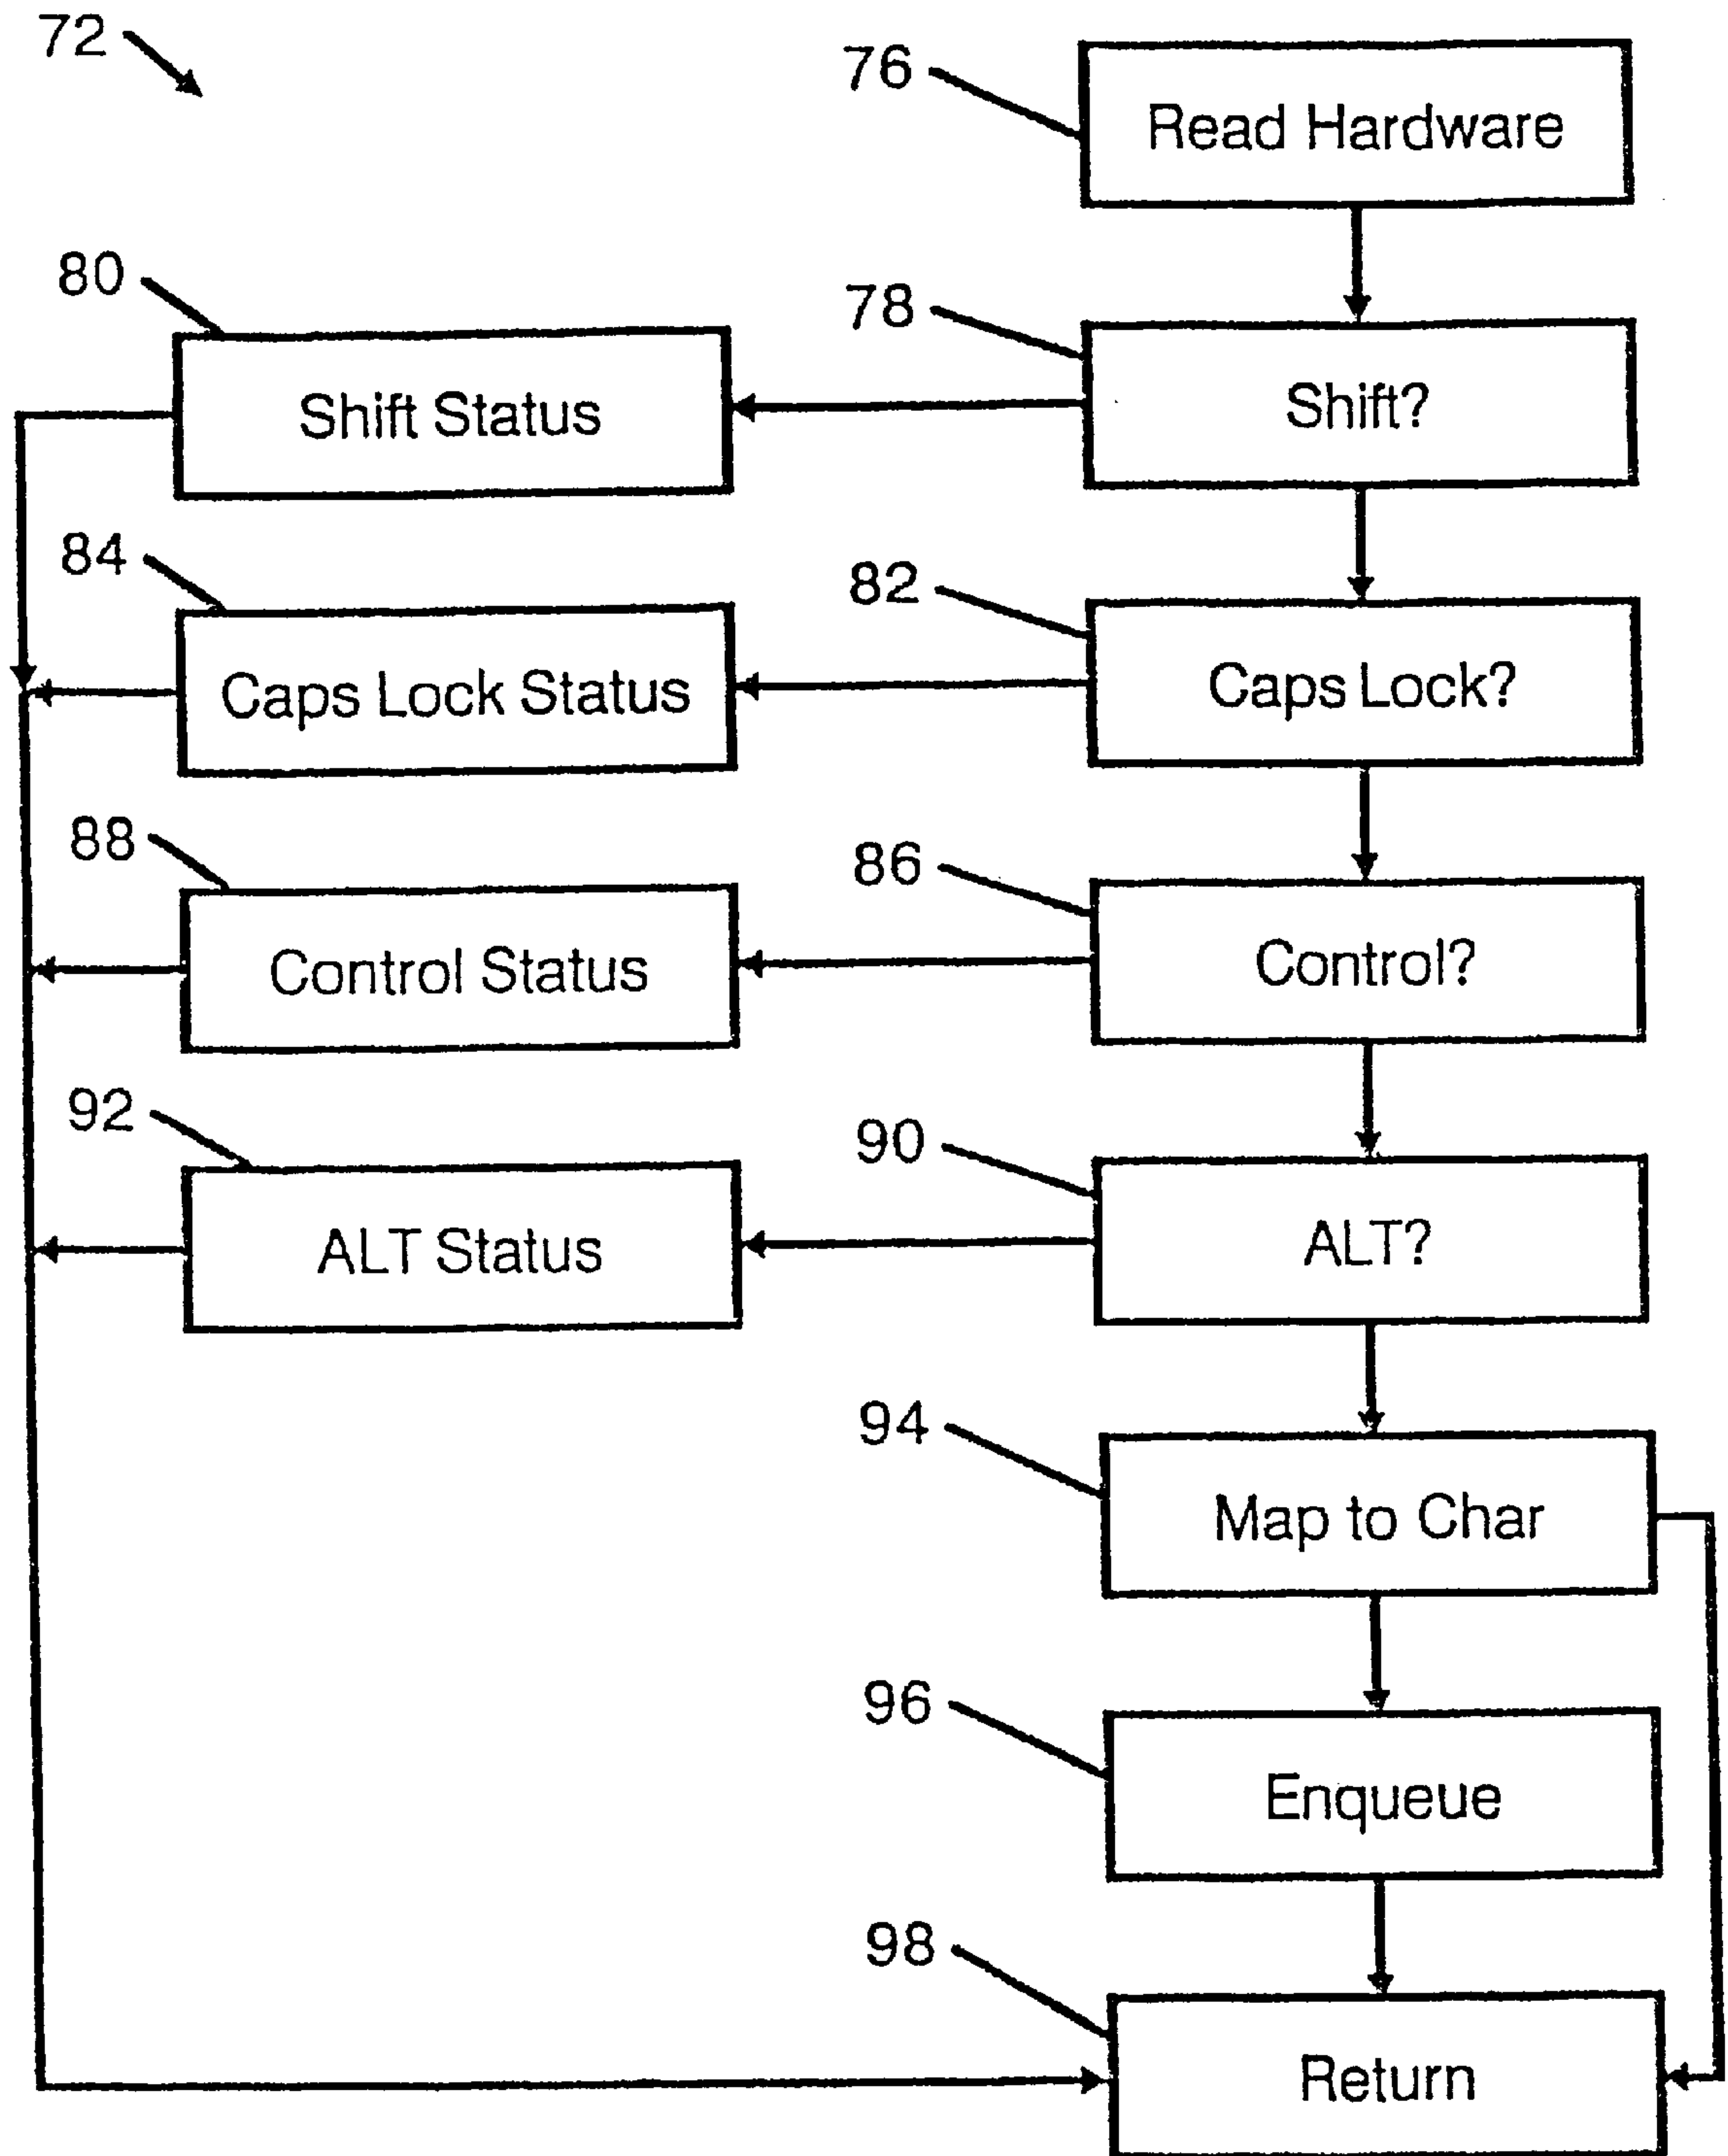 72
76
Read Hardware
80
78
Shift Status
Shift?
84
82
Caps Lock Status
Caps Lock?
88
86
Control Status
Control?
92
90
ALT Status
ALT?
94
Map to Char
96
Enqueue
98
Return